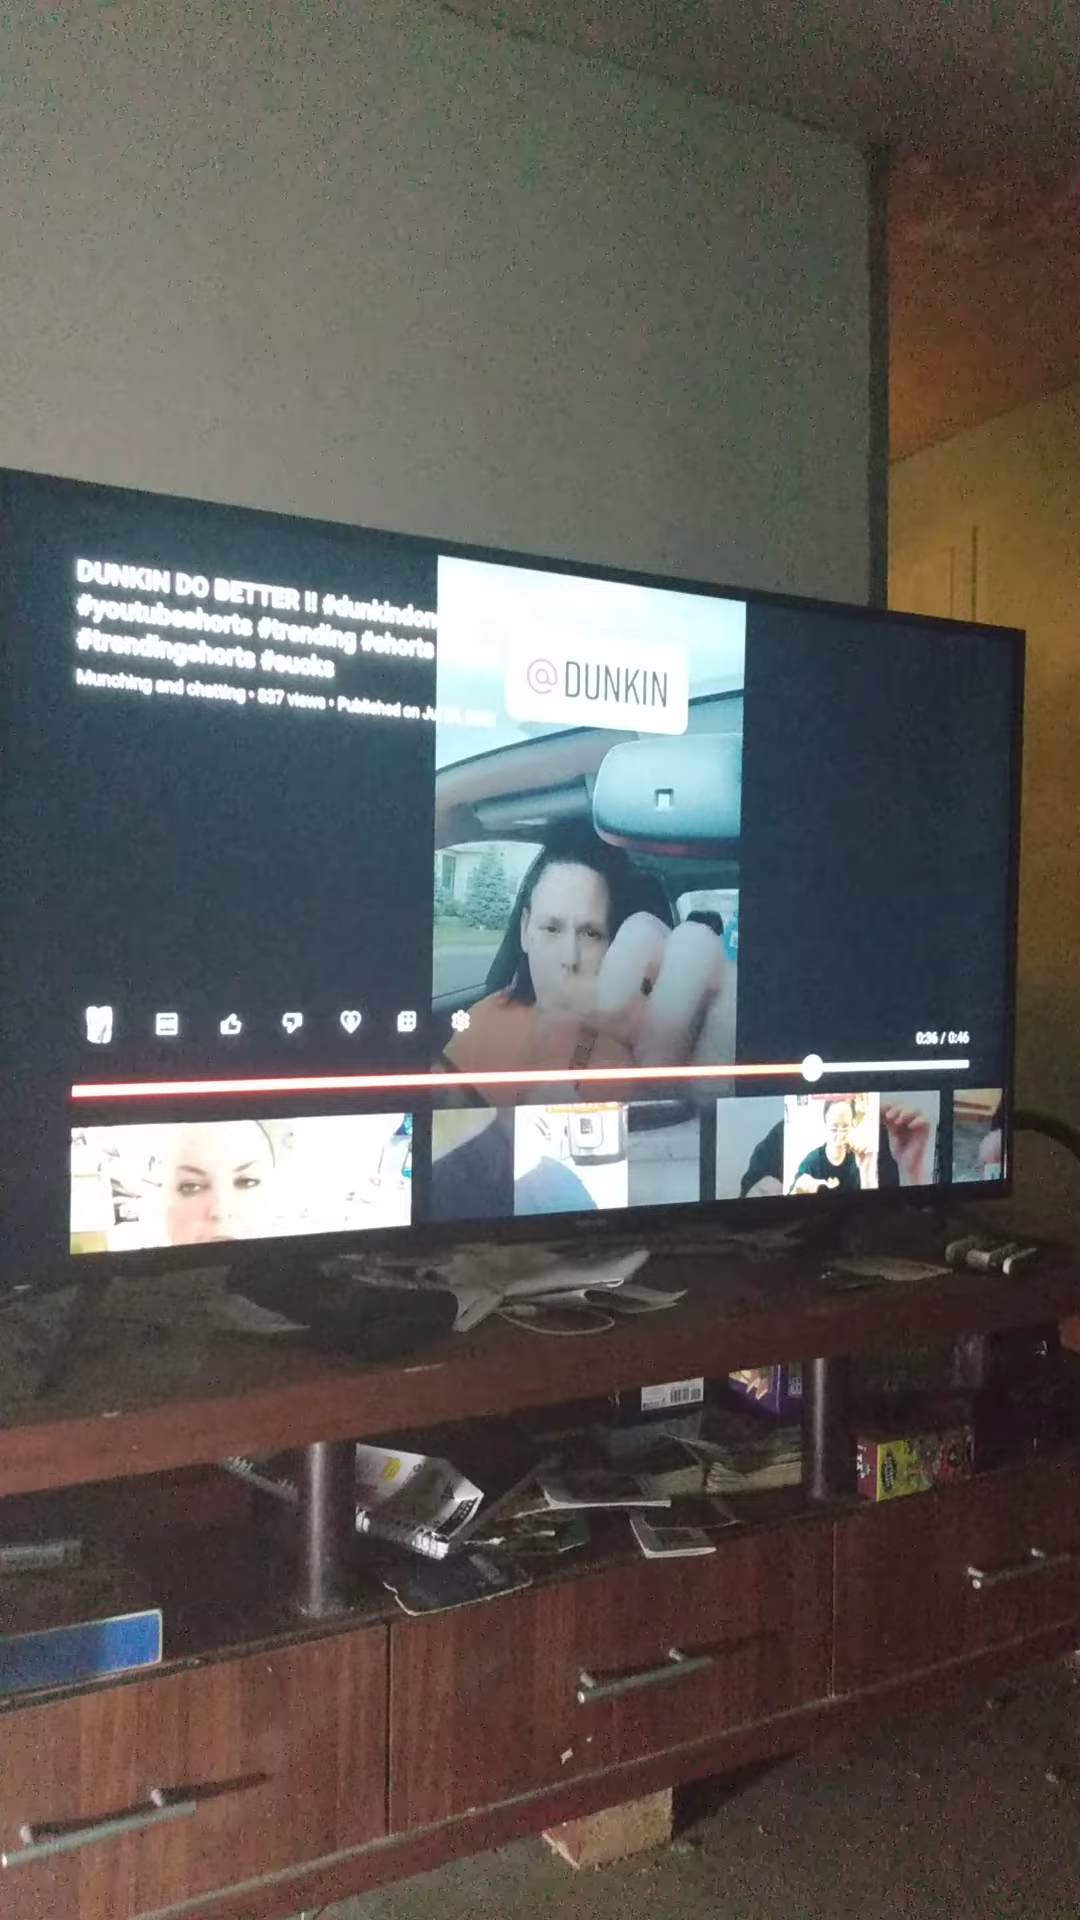 DUNKIN DO BETTER !! #dunkindon
#youtubeshorts #trending #shorts
#trendingshorts #sucks
Munching and chatting • 837 views • Published on
@DUNKIN
0:36 / 0:46